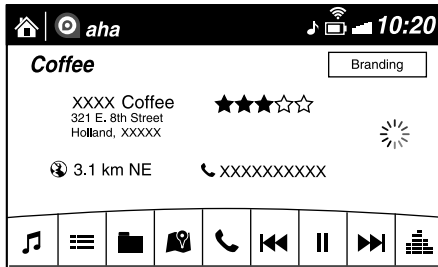 aha 10:20
Coffee
Branding
XXXX Coffee
321 E. 8th Street
Holland, XXXXX
3.1 km NE
XXXXXXXXXX